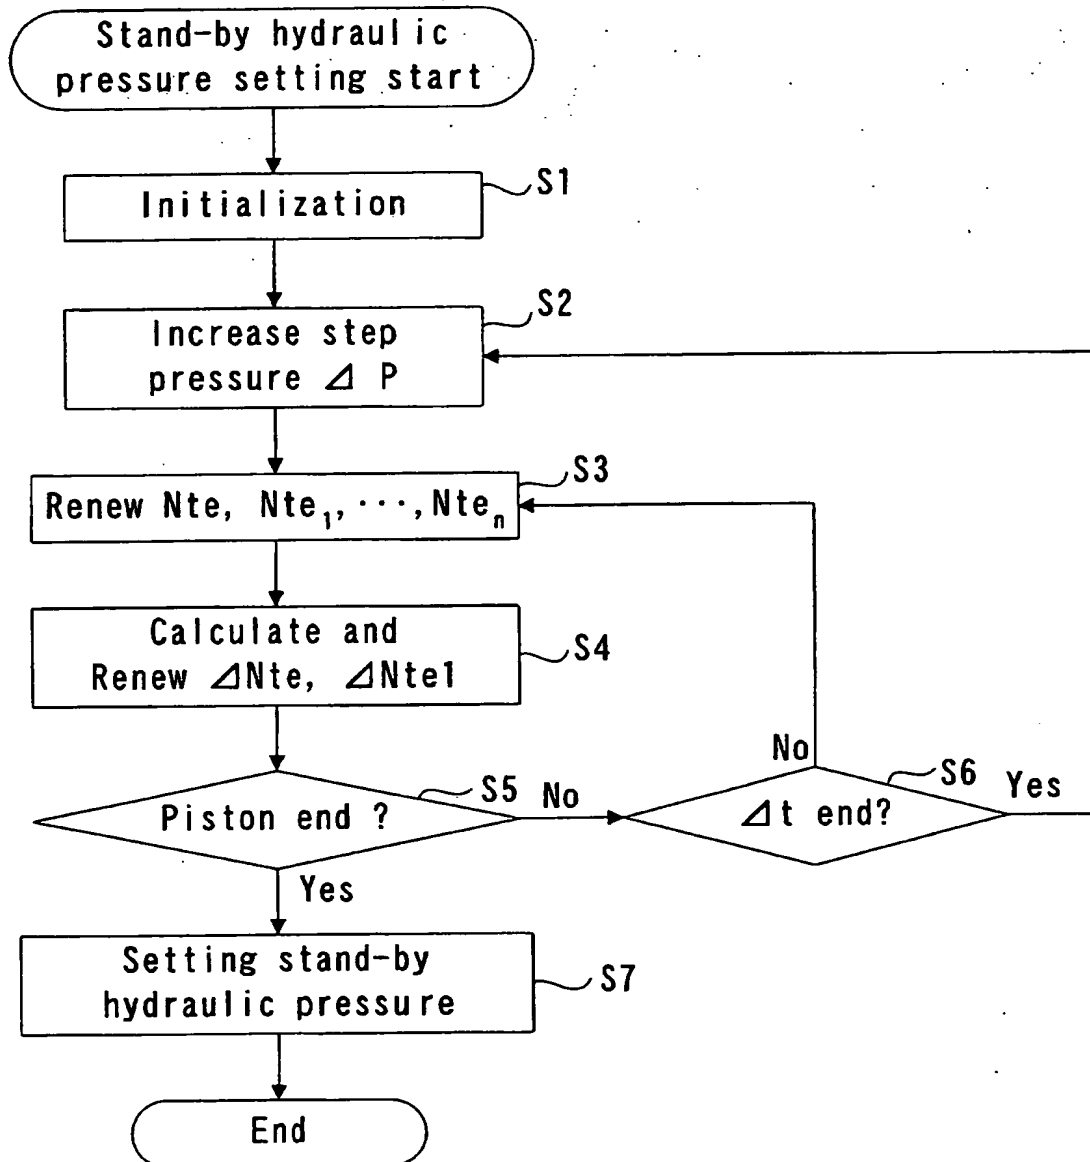 Stand-by hydraulic
pressure setting start
S1
Initialization
S2
Increase step
pressure ⊿ P
S3
Renew Nte, Nte₁, ···, Nteₙ
Calculate and
Renew ⊿Nte, ⊿Nte1
S4
Piston end ?
S5
No
No
⊿t end?
S6
Yes
Yes
Setting stand-by
hydraulic pressure
S7
End